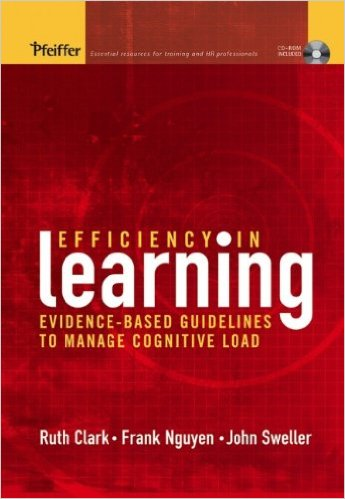 Pfeiffer
Essential resources for training and HR professionals
CD-ROM
INCLUDED
EFFICIENCY IN
learning
EVIDENCE-BASED GUIDELINES
TO MANAGE COGNITIVE LOAD
Ruth Clark • Frank Nguyen • John Sweller